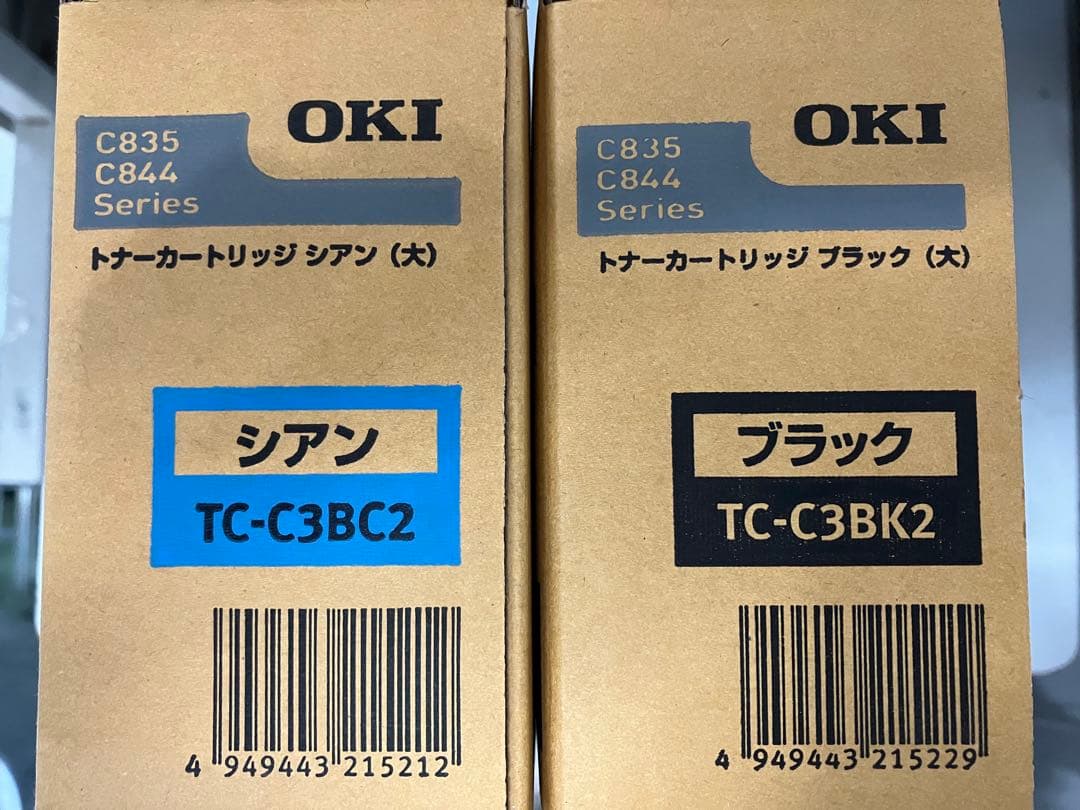 OKI
C835
C844
Series
トナーカートリッジ シアン（大）
シアン
TC-C3BC2
4 949443 215212
OKI
C835
C844
Series
トナーカートリッジ ブラック（大）
ブラック
TC-C3BK2
4 949443 215229